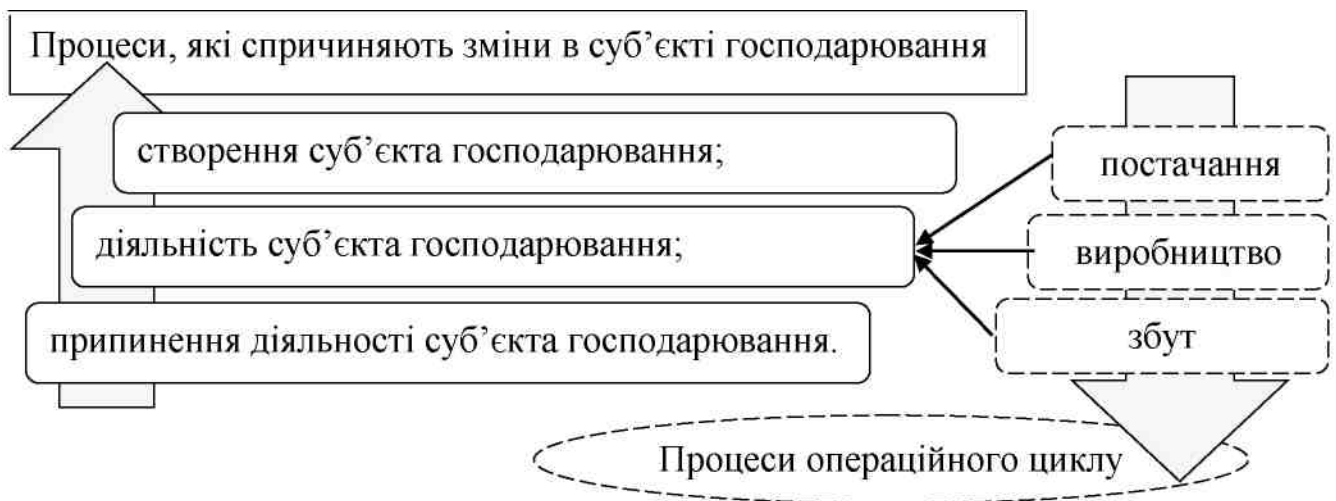 Процеси, які спричиняють зміни в суб’єкті господарювання
створення суб’єкта господарювання;
діяльність суб’єкта господарювання;
припинення діяльності суб’єкта господарювання.
постачання
виробництво
збут
Процеси операційного циклу